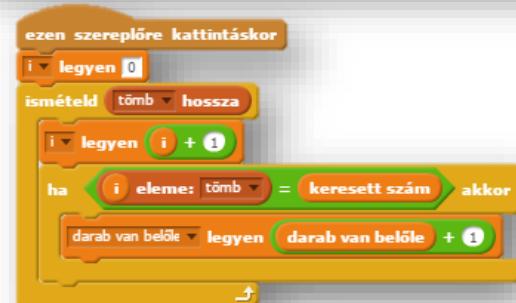 ezen szereplőre kattintáskor
i legyen 0
ismételd tömb hossza
i legyen i + 1
ha i eleme: tömb = keresett szám akkor
darab van belőle legyen darab van belőle + 1